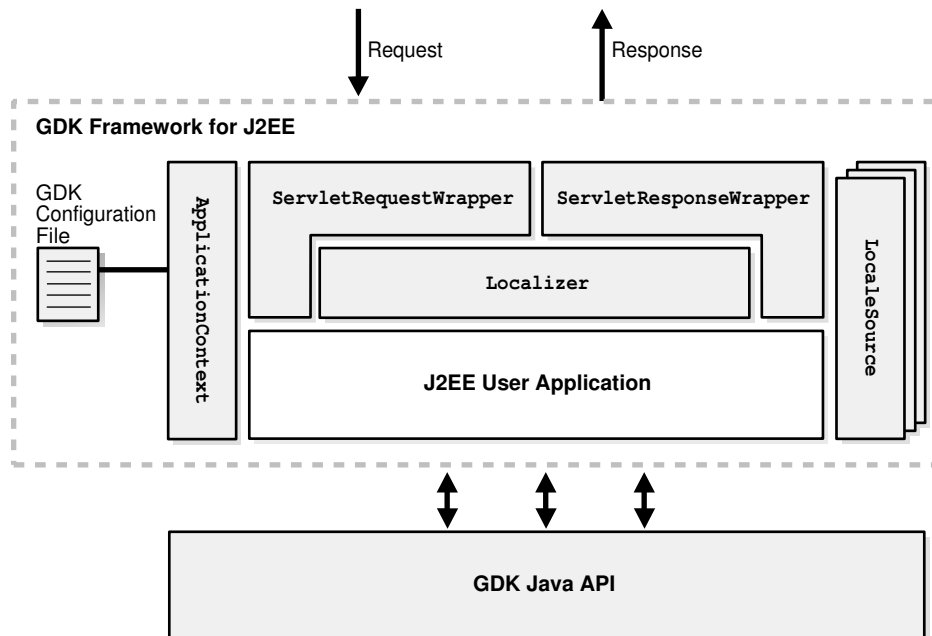 Request
Response
GDK Framework for J2EE
GDK
Configuration
File
ApplicationContext
ServletRequestWrapper
ServletResponseWrapper
Localizer
LocaleSource
J2EE User Application
GDK Java API